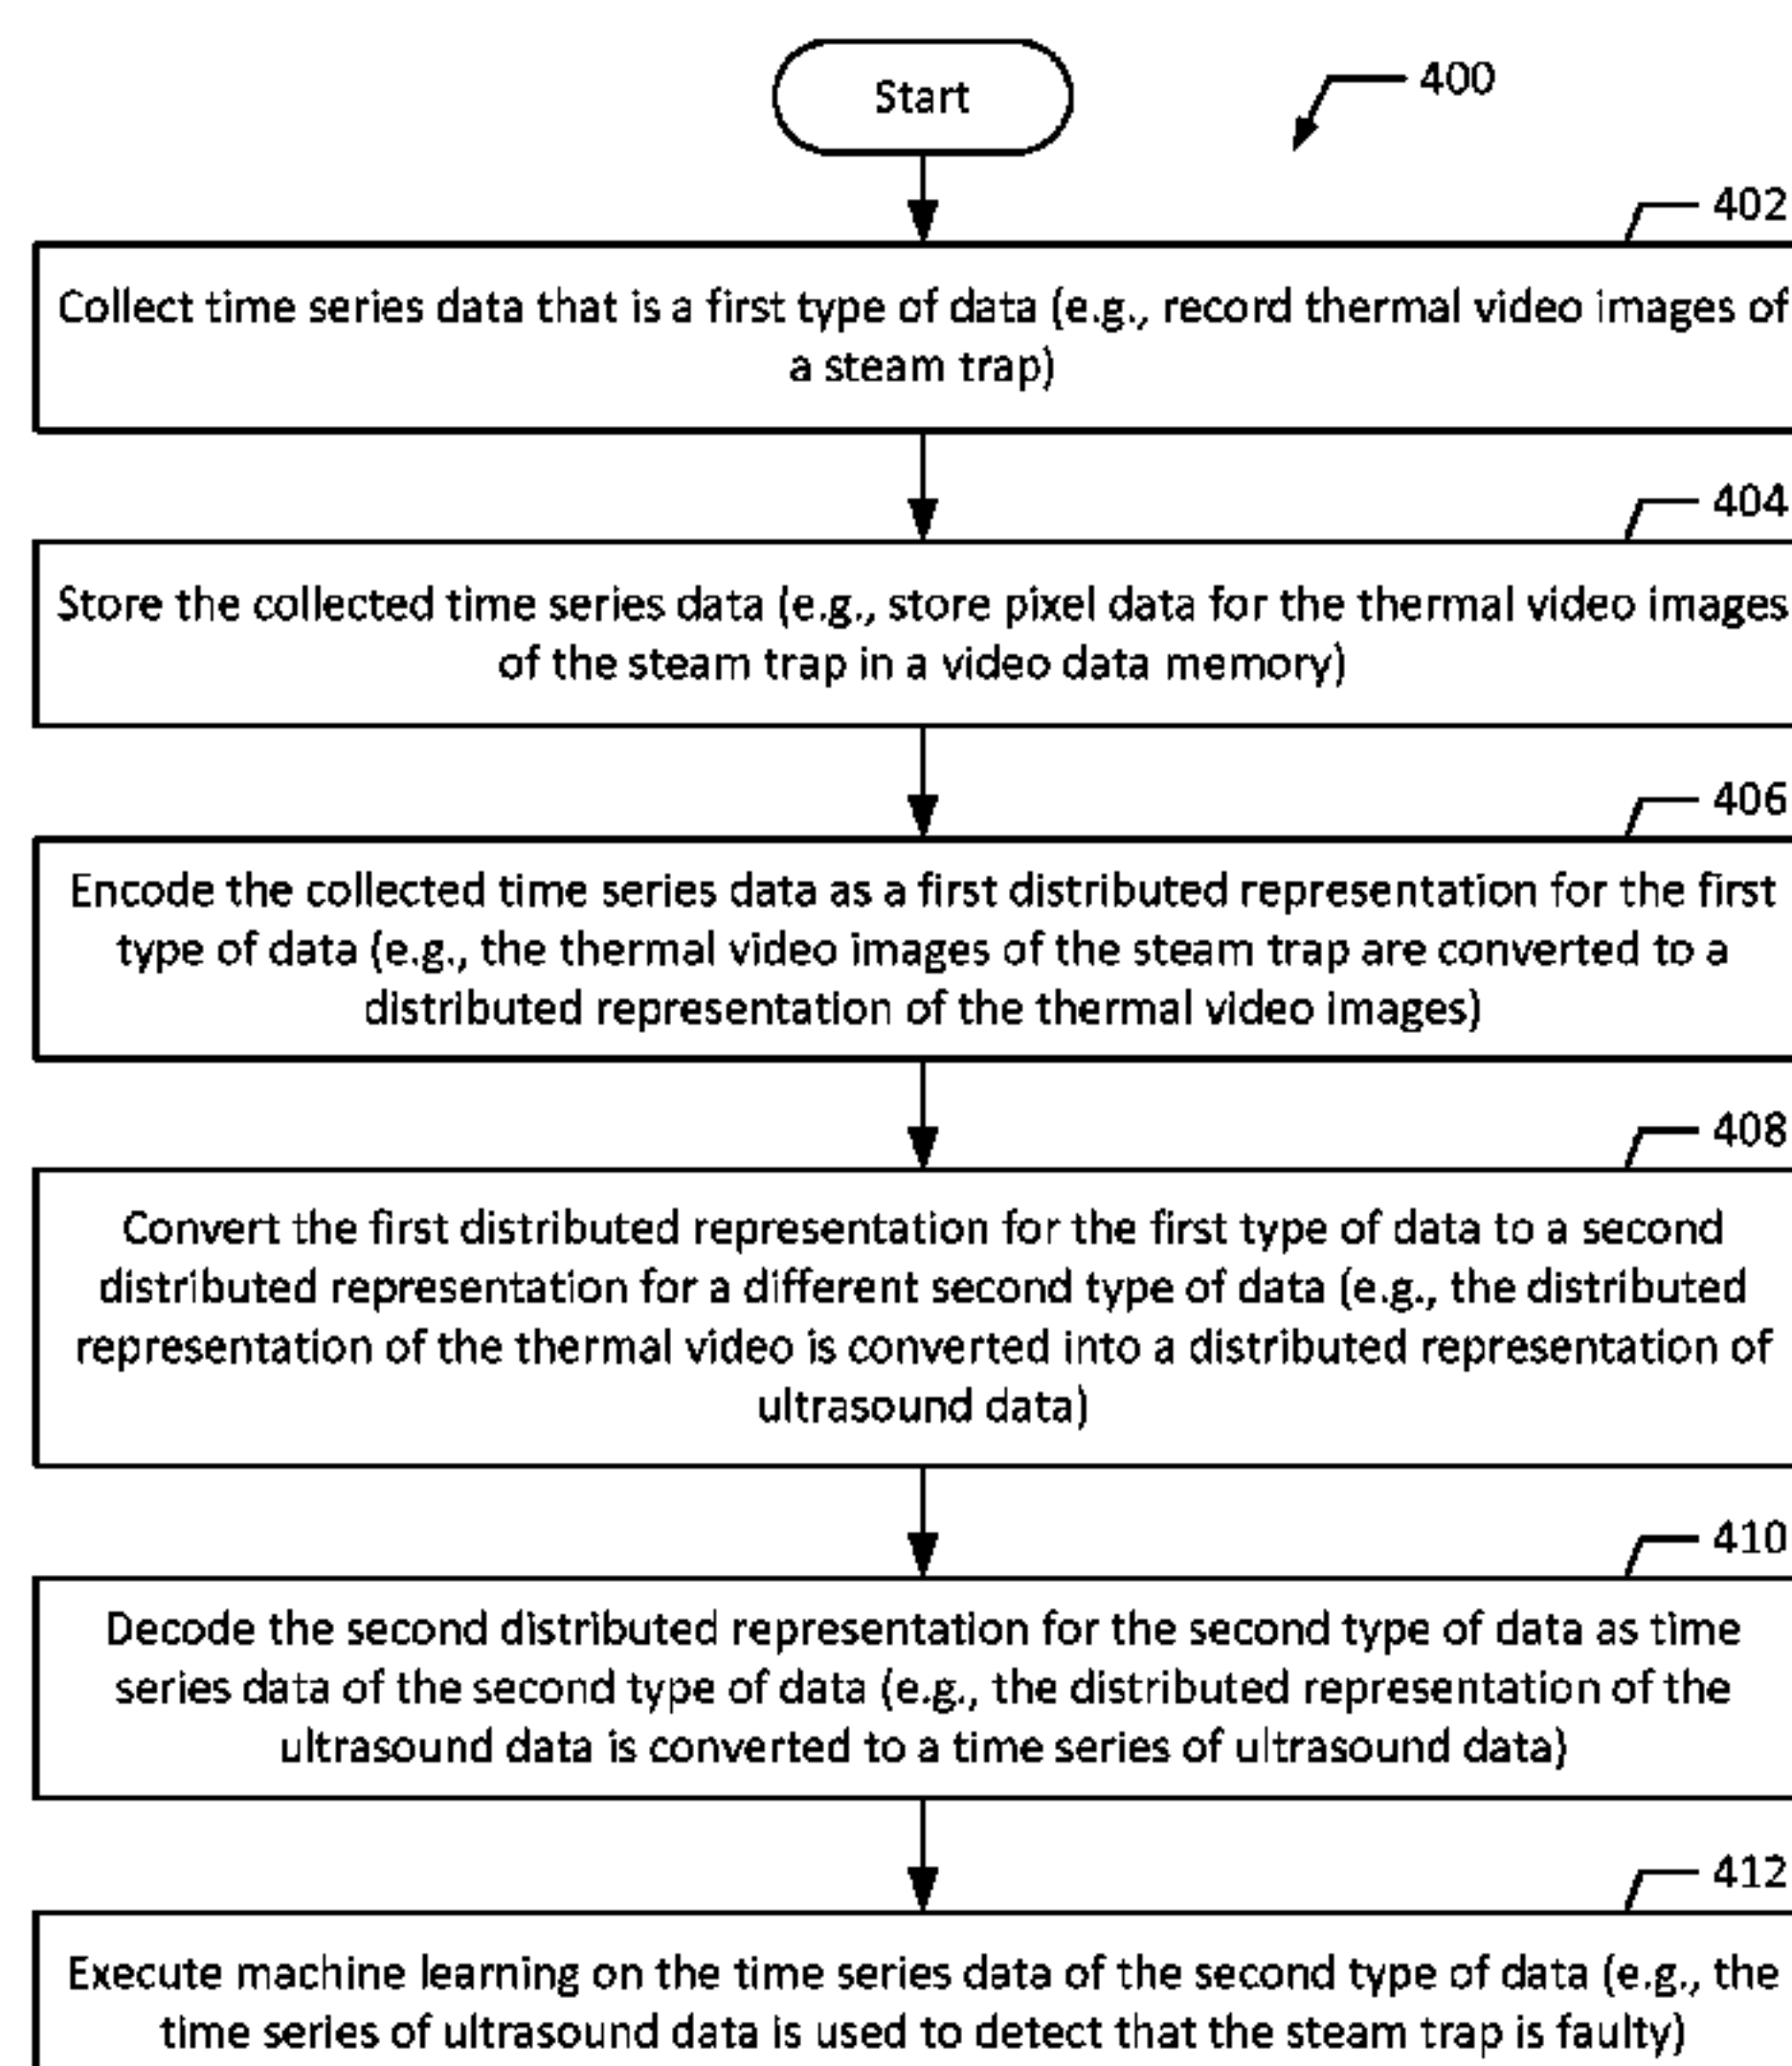 Start
400
402
Collect time series data that is a first type of data (e.g., record thermal video images of
a steam trap)
404
Store the collected time series data (e.g., store pixel data for the thermal video images
of the steam trap in a video data memory)
406
Encode the collected time series data as a first distributed representation for the first
type of data (e.g., the thermal video images of the steam trap are converted to a
distributed representation of the thermal video images)
408
Convert the first distributed representation for the first type of data to a second
distributed representation for a different second type of data (e.g., the distributed
representation of the thermal video is converted into a distributed representation of
ultrasound data)
410
Decode the second distributed representation for the second type of data as time
series data of the second type of data (e.g., the distributed representation of the
ultrasound data is converted to a time series of ultrasound data)
412
Execute machine learning on the time series data of the second type of data (e.g., the
time series of ultrasound data is used to detect that the steam trap is faulty)